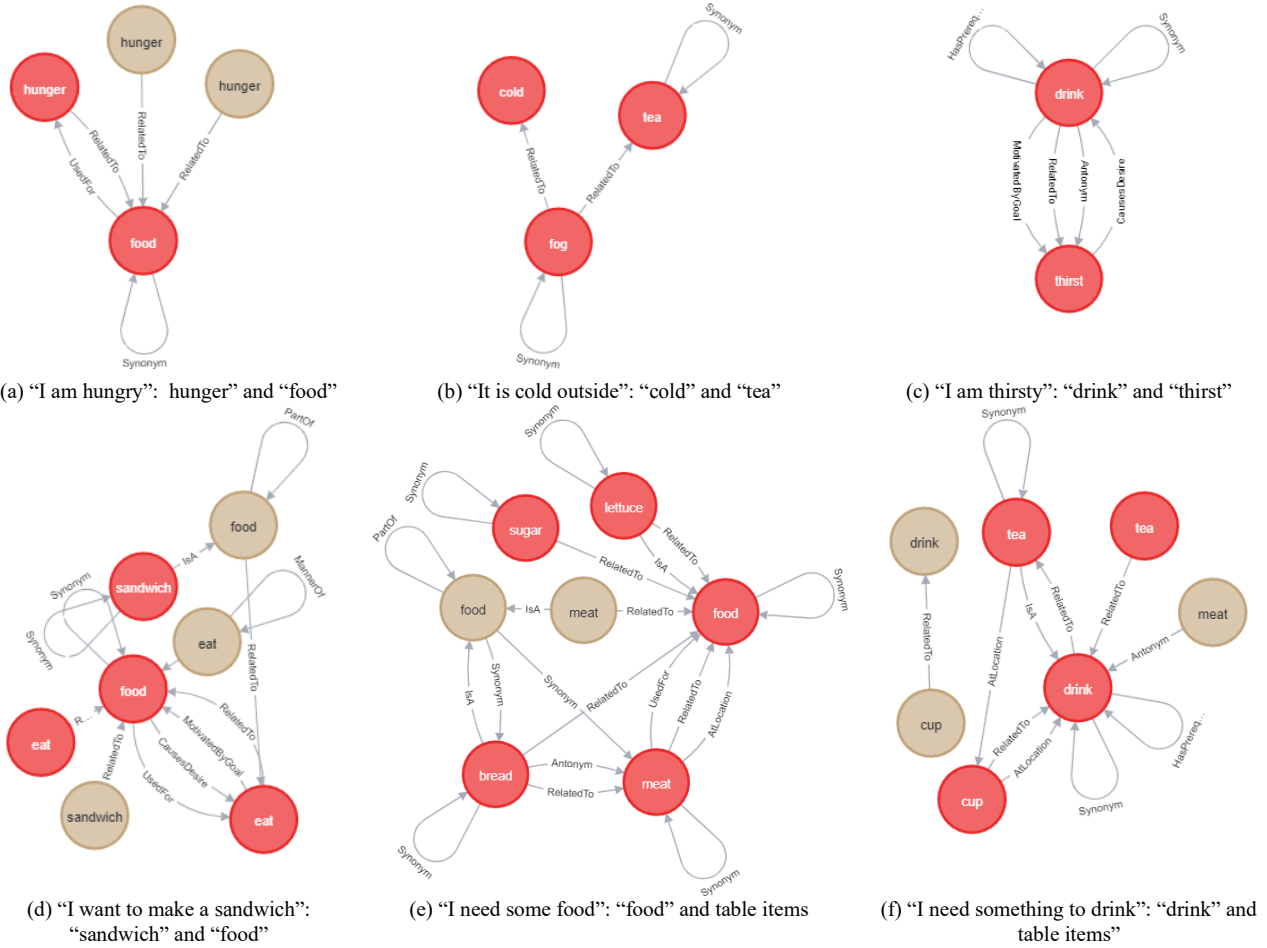 hunger
hunger
hunger
RelatedTo
RelatedTo
RelatedTo
UsedFor
food
Synonym
(a) “I am hungry”:  hunger” and “food”
Synonym
cold
tea
RelatedTo
RelatedTo
fog
Synonym
(b) “It is cold outside”: “cold” and “tea”
HasPrereq...
Synonym
drink
MotivatedByGoal
RelatedTo
Antonym
CausesDesire
thirst
(c) “I am thirsty”: “drink” and “thirst”
PartOf
food
IsA
MannerOf
Synonym
sandwich
Synonym
eat
RelatedTo
food
eat
R...
RelatedTo
MotivatedByGoal
CausesDesire
UsedFor
RelatedTo
sandwich
eat
(d) “I want to make a sandwich”:
“sandwich” and “food”
Synonym
Synonym
lettuce
sugar
PartOf
RelatedTo
IsA
RelatedTo
Synonym
food
IsA
meat
RelatedTo
food
Synonym
Synonym
IsA
RelatedTo
UsedFor
RelatedTo
AtLocation
bread
Antonym
RelatedTo
meat
Synonym
Synonym
(e) “I need some food”: “food” and table items
Synonym
tea
tea
drink
RelatedTo
IsA
RelatedTo
RelatedTo
meat
Antonym
AtLocation
drink
cup
RelatedTo
AtLocation
HasPrereq...
cup
Synonym
(f) “I need something to drink”: “drink” and
table items”